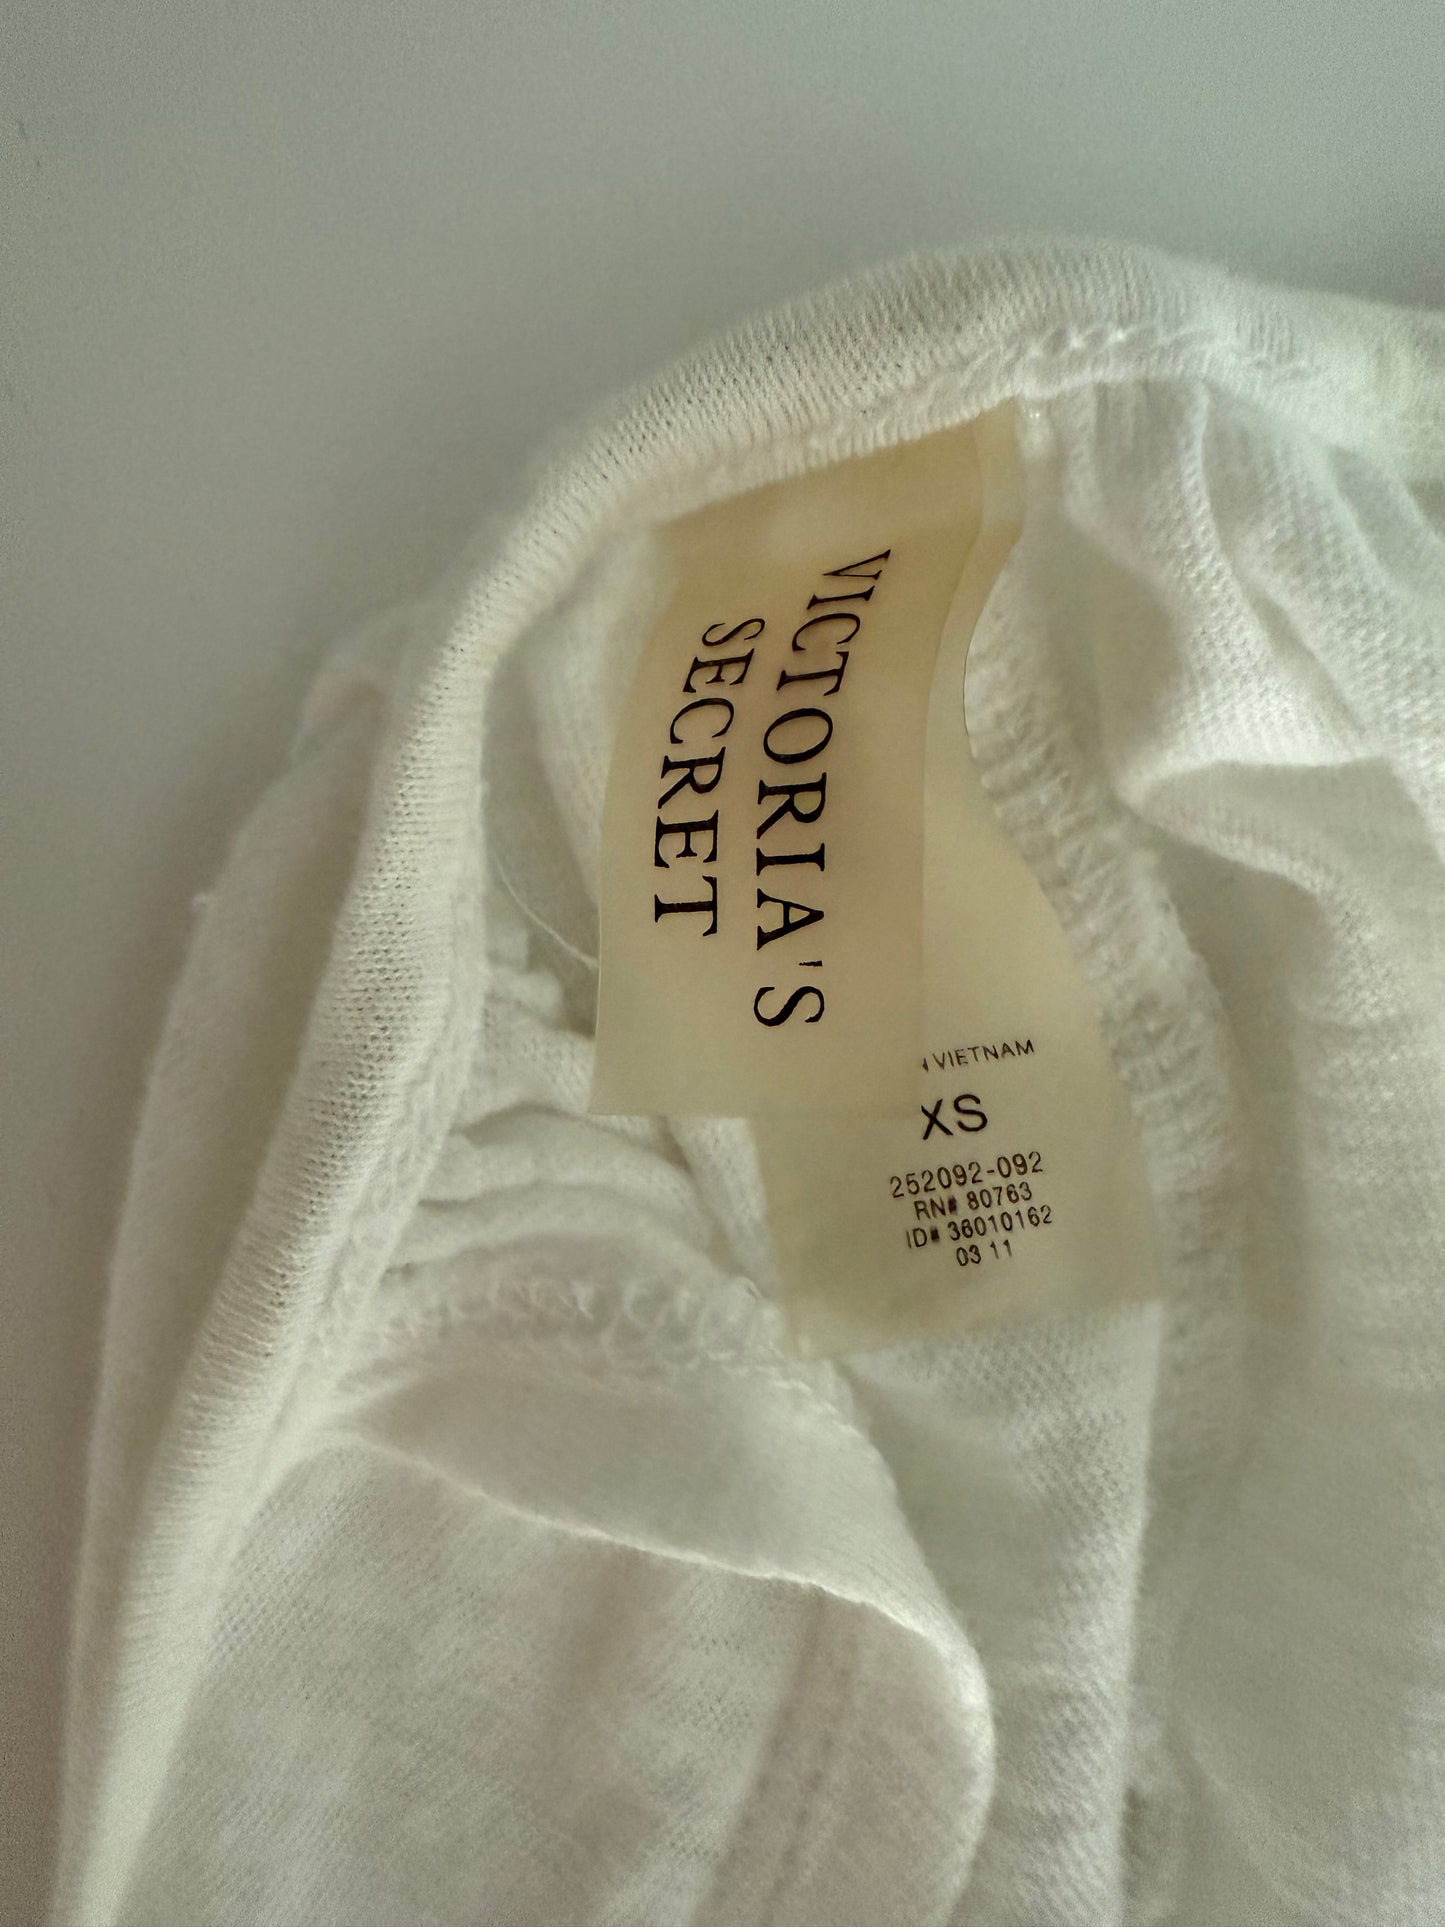 VICTORIA'S
SECRET
VIETNAM
XS
252092-092
RN# 80763
ID# 36010162
03 11